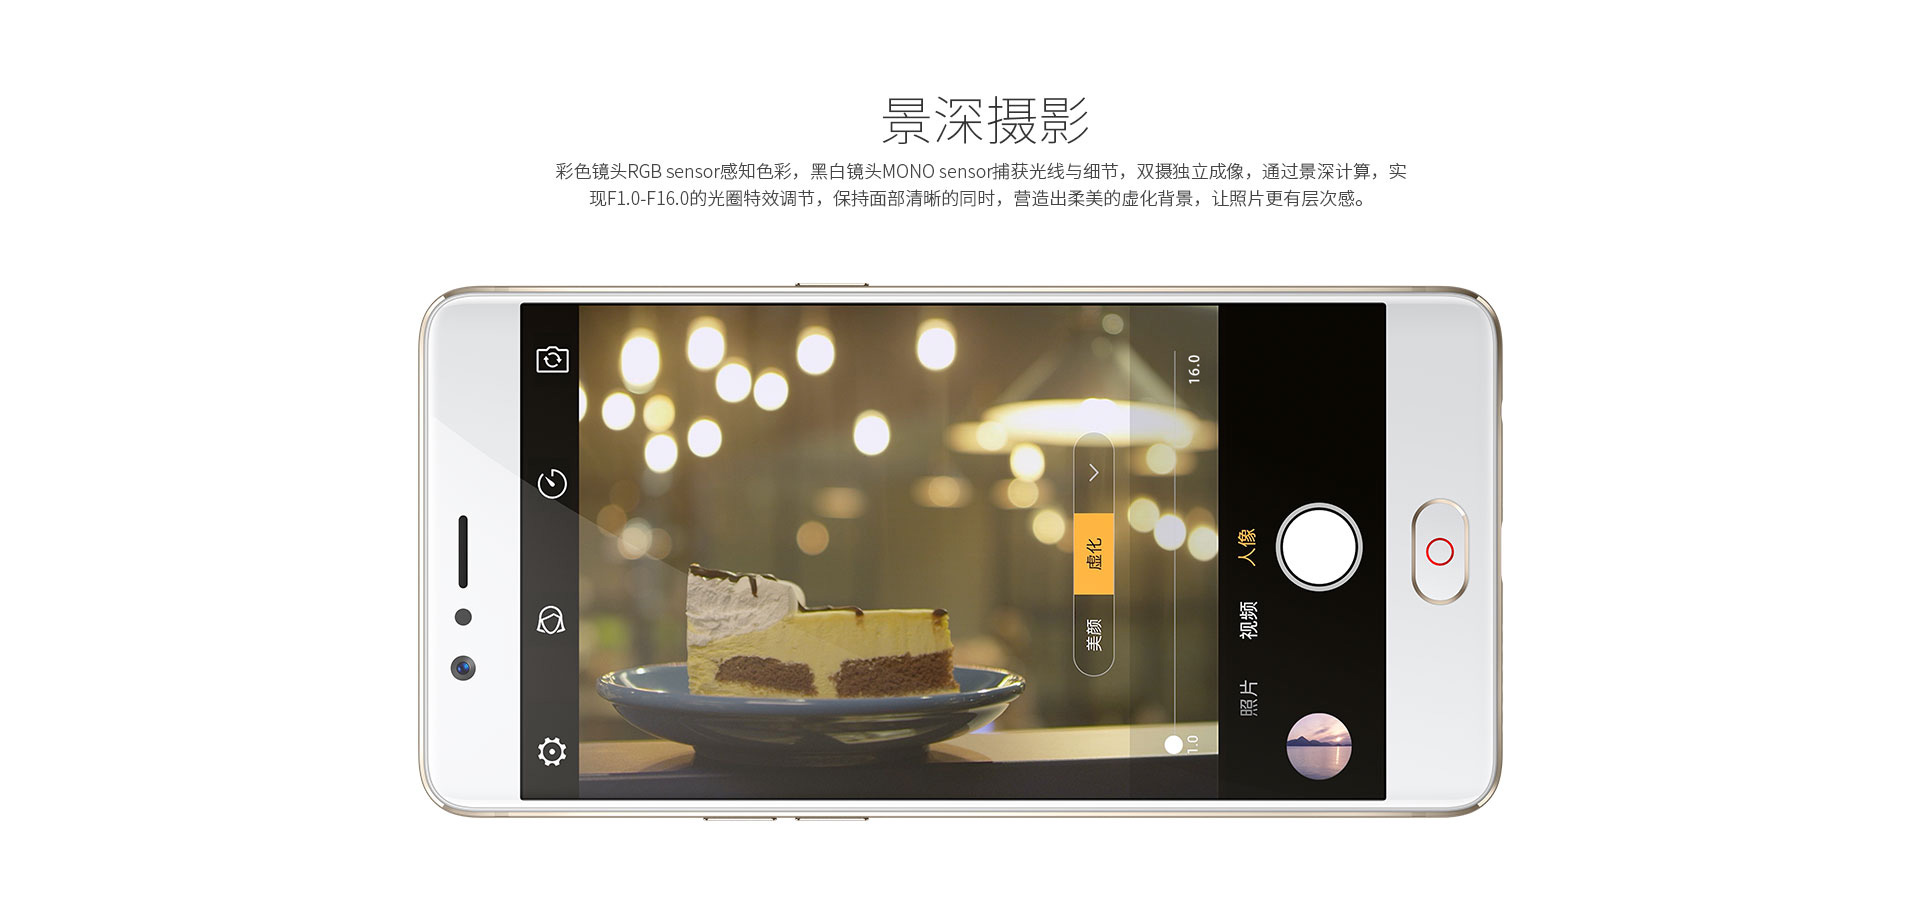 景深摄影
彩色镜头RGB sensor感知色彩，黑白镜头MONO sensor捕获光线与细节，双摄独立成像，通过景深计算，实
现F1.0-F16.0的光圈特效调节，保持面部清晰的同时，营造出柔美的虚化背景，让照片更有层次感。
16.0
虚化
美颜
1.0
人像
视频
照片